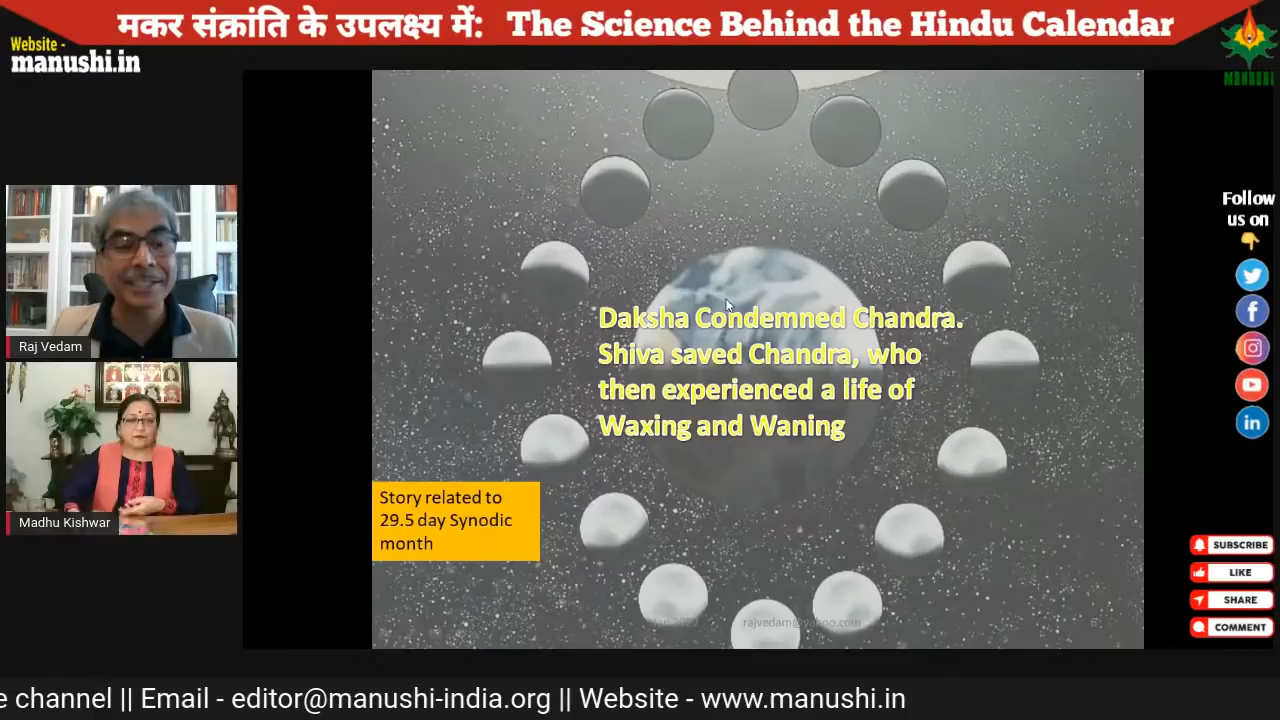 मकर संक्रांति के उपलक्ष्य में: The Science Behind the Hindu Calendar
Website -
manushi.in
MANUSHI
Raj Vedam
Madhu Kishwar
Daksha Condemned Chandra.
Shiva saved Chandra, who
then experienced a life of
Waxing and Waning
Story related to
29.5 day Synodic
month
rajvedam@yahoo.com
Follow
us on
SUBSCRIBE
LIKE
SHARE
COMMENT
e channel || Email - editor@manushi-india.org || Website - www.manushi.in